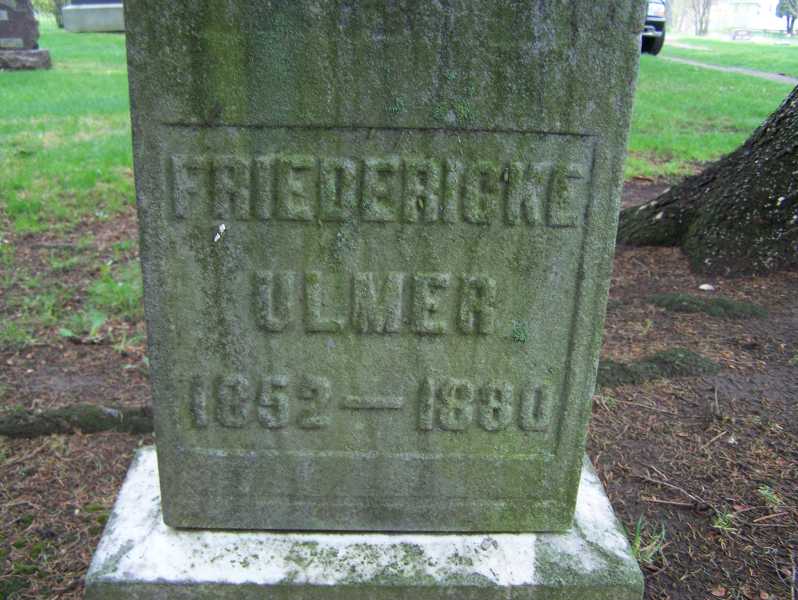 FRIEDERICKE
ULMER
1852 — 1880